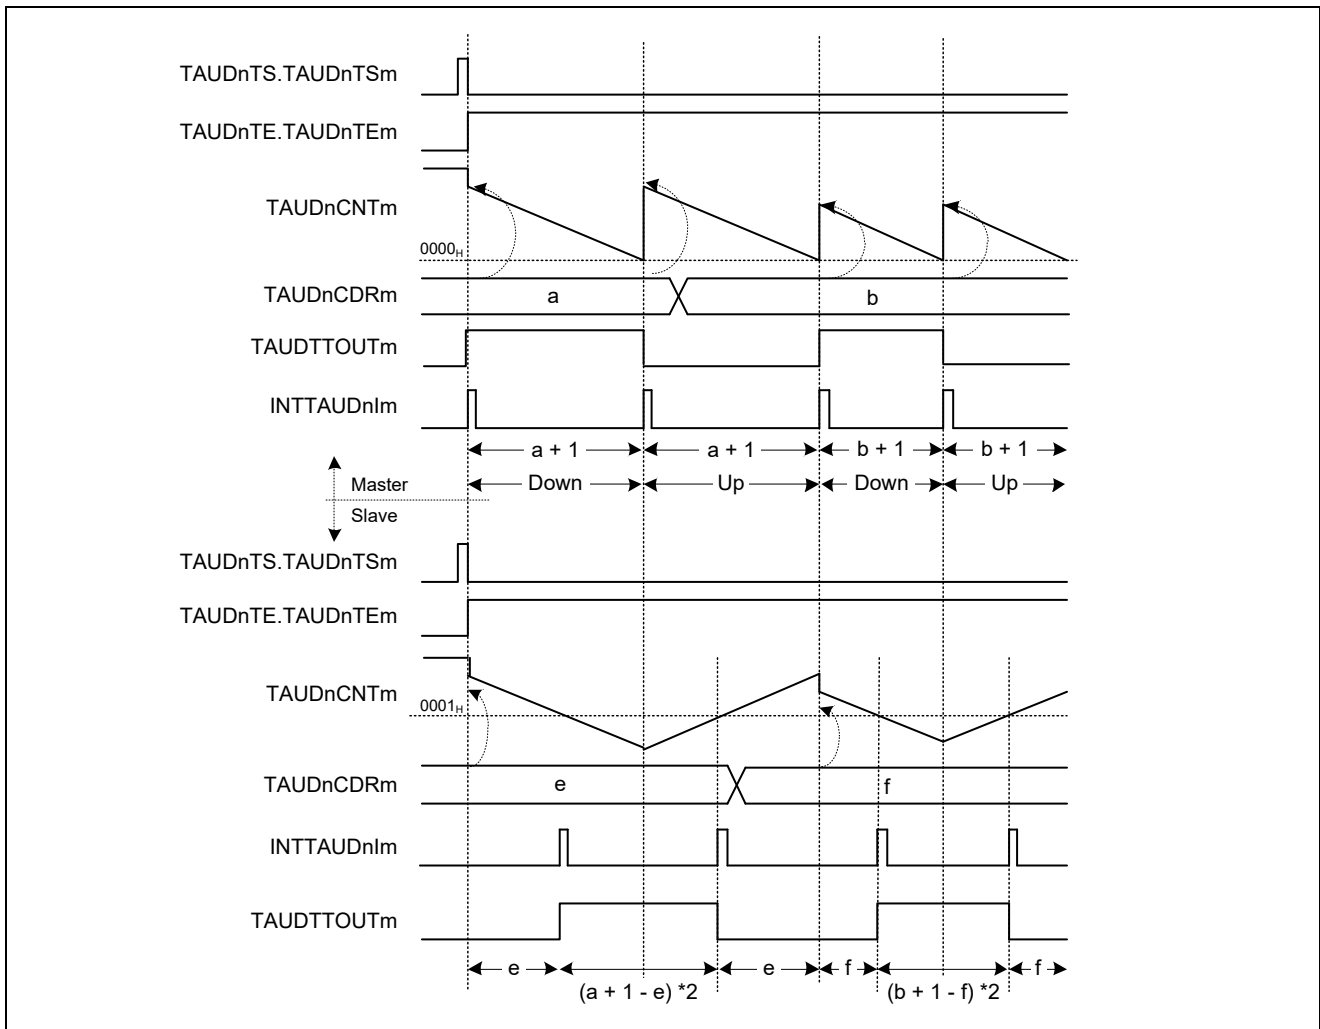 TAUDnTS.TAUDnTSm
TAUDnTE.TAUDnTEm
TAUDnCNTm
0000H
TAUDnCDRm
a
b
TAUDTTOUTm
INTTAUDnIm
a + 1
a + 1
b + 1
b + 1
Down
Up
Down
Up
Master
Slave
TAUDnTS.TAUDnTSm
TAUDnTE.TAUDnTEm
TAUDnCNTm
0001H
TAUDnCDRm
e
f
INTTAUDnIm
TAUDTTOUTm
e
e
f
f
(a + 1 - e) *2
(b + 1 - f) *2